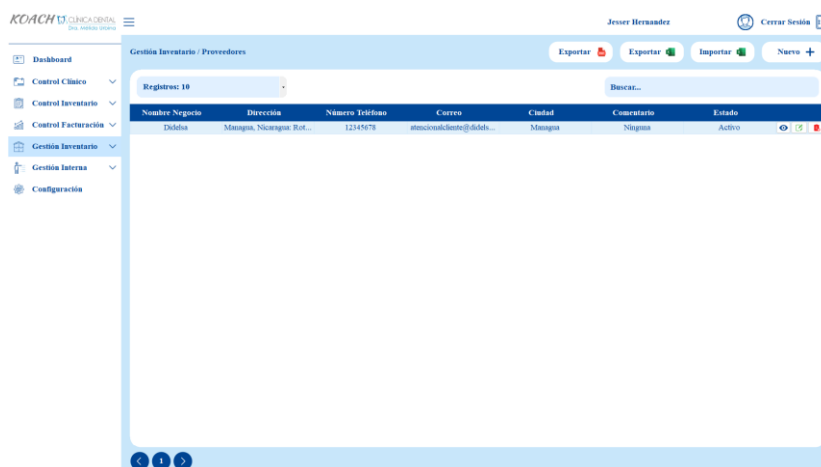 KOACH CLINICA DENTAL
Dra. Mélida Urbina
Jesser Hernandez
Cerrar Sesión
Dashboard
Control Clínico
Control Inventario
Control Facturación
Gestión Inventario
Gestión Interna
Configuración
Gestión Inventario / Proveedores
Exportar
Exportar
Importar
Nuevo +
Registros: 10
Buscar...
Nombre Negocio Dirección Número Teléfono Correo Ciudad Comentario Estado
Didelsa Managua, Nicaragua: Rot... 12345678 atencionalcliente@didels... Managua Ninguna Activo
< 1 >